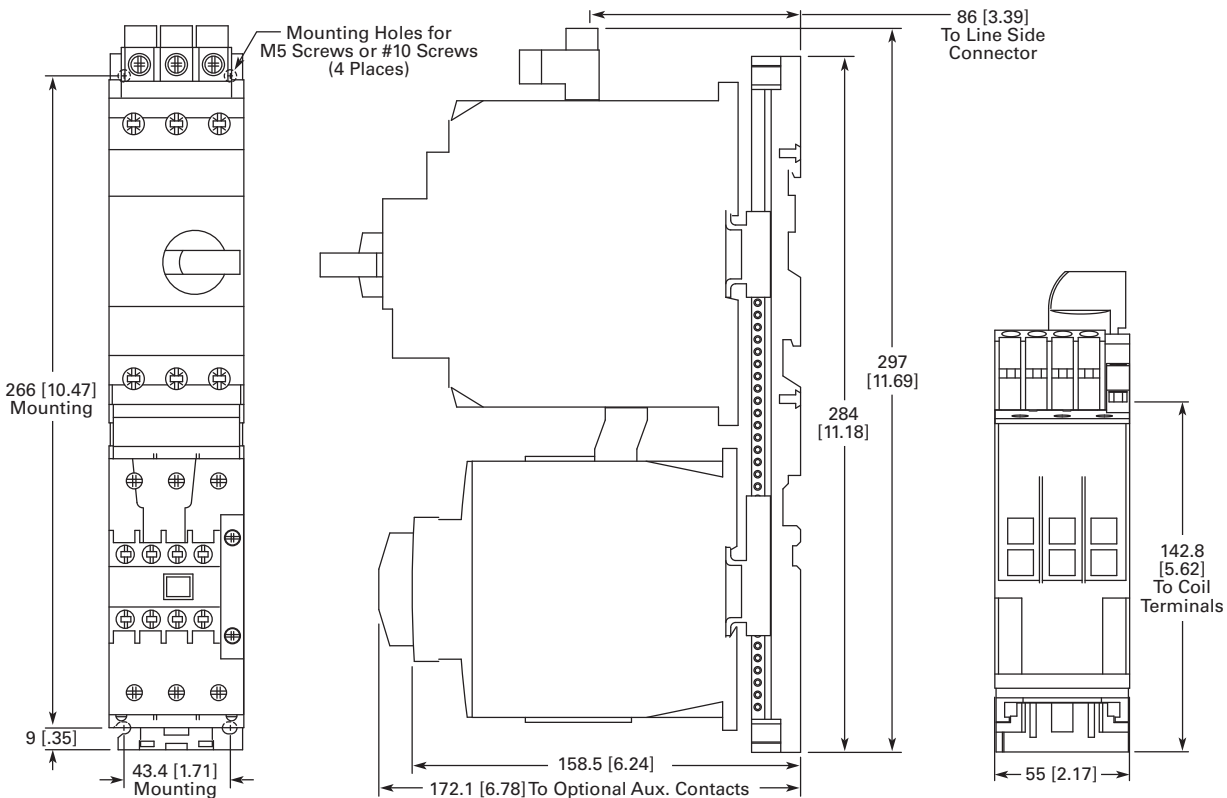 Mounting Holes for
M5 Screws or #10 Screws
(4 Places)
86 [3.39]
To Line Side
Connector
266 [10.47]
Mounting
297
[11.69]
284
[11.18]
142.8
[5.62]
To Coil
Terminals
9 [.35]
43.4 [1.71]
Mounting
158.5 [6.24]
172.1 [6.78] To Optional Aux. Contacts
55 [2.17]